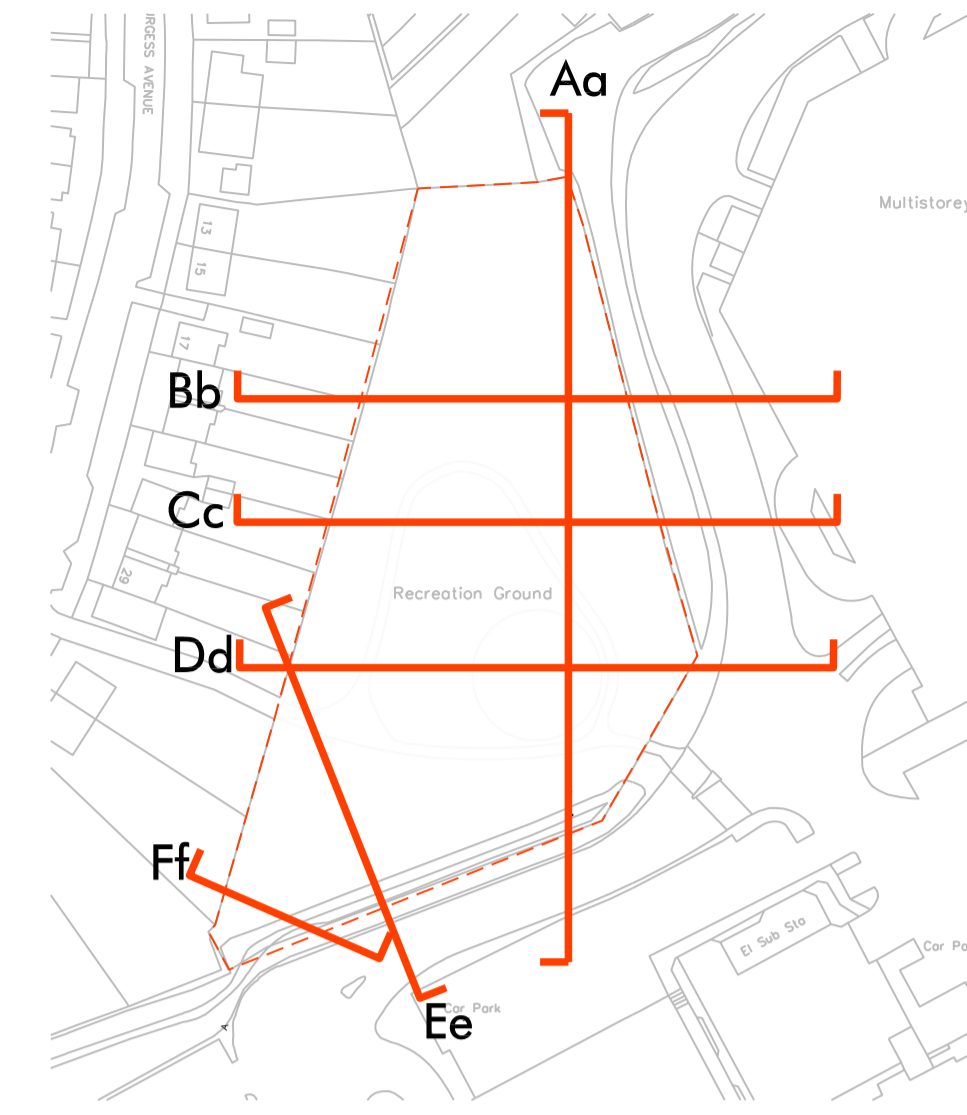 URGESS AVENUE
Aa
Multistorey
13
15
17
Bb
Cc
29
Recreation Ground
Dd
Ff
El Sub Sta
Car Pa
Car Park
Ee
A